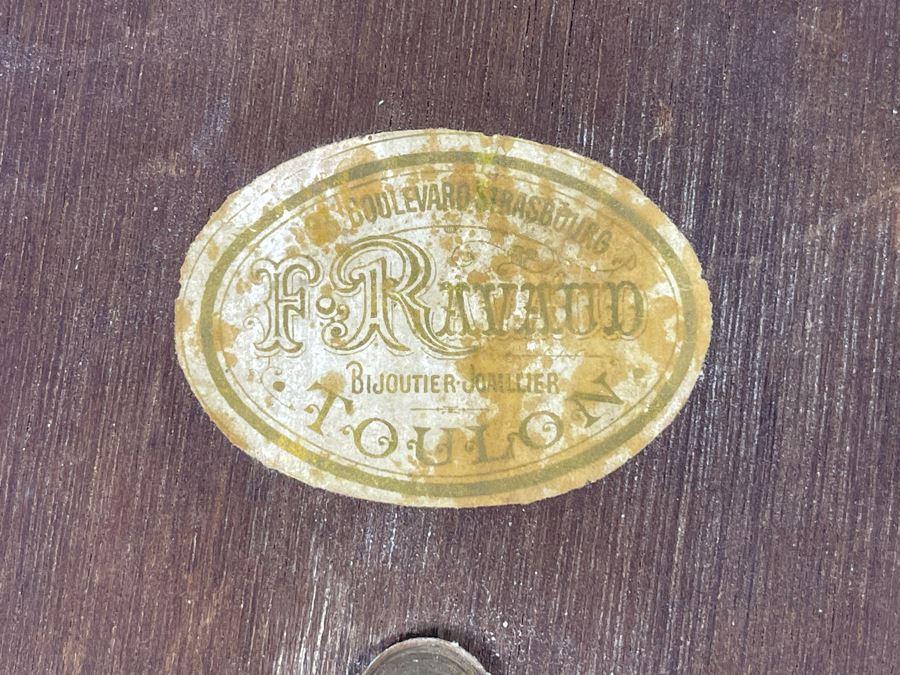 BOULEVARD STRASBOURG
F. RAVAUD
BIJOUTIER-JOAILLIER
TOULON